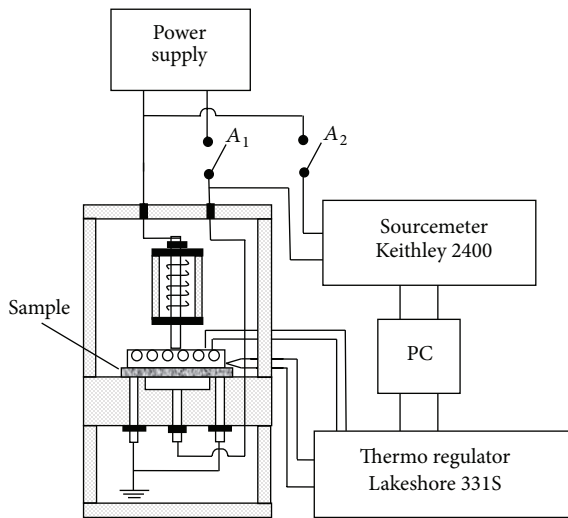 Power
supply
A1
A2
Sourcemeter
Keithley 2400
Sample
PC
Thermo regulator
Lakeshore 331S